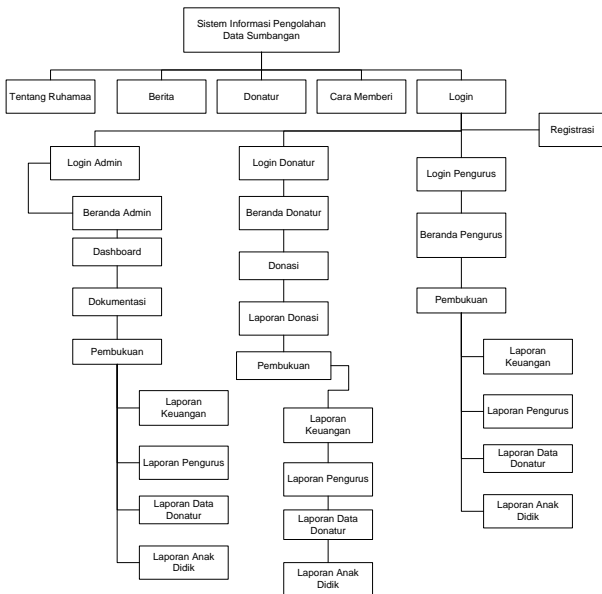 Sistem Informasi Pengolahan
Data Sumbangan
Tentang Ruhamaa
Berita
Donatur
Cara Memberi
Login
Registrasi
Login Admin
Login Donatur
Login Pengurus
Beranda Admin
Beranda Donatur
Beranda Pengurus
Dashboard
Donasi
Dokumentasi
Laporan Donasi
Pembukuan
Pembukuan
Pembukuan
Laporan
Keuangan
Laporan Pengurus
Laporan Data
Donatur
Laporan Anak
Didik
Laporan
Keuangan
Laporan Pengurus
Laporan Data
Donatur
Laporan Anak
Didik
Laporan
Keuangan
Laporan Pengurus
Laporan Data
Donatur
Laporan Anak
Didik